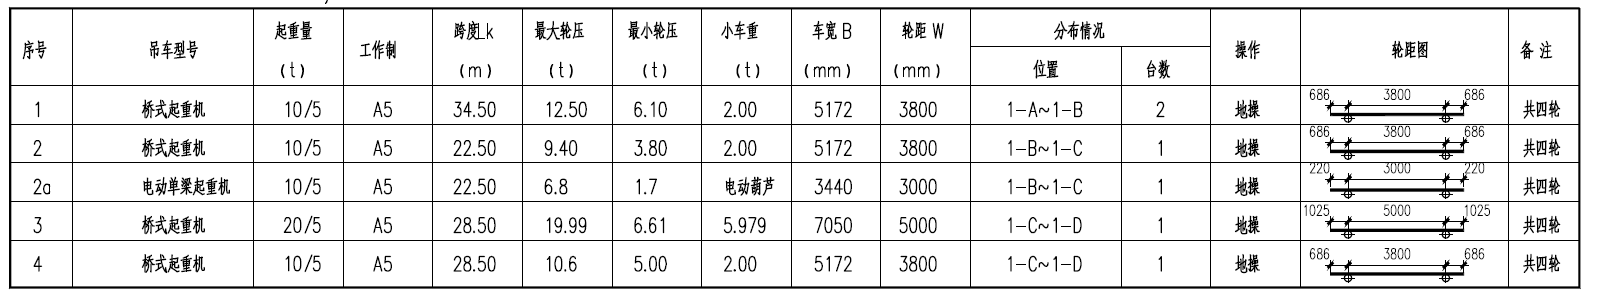 序号 吊车型号 起重量 (t) 工作制 跨度Lk (m) 最大轮压 (t) 最小轮压 (t) 小车重 (t) 车宽 B (mm) 轮距 W (mm) 分布情况 位置 台数 操作 轮距图 备 注
1 桥式起重机 10/5 A5 34.50 12.50 6.10 2.00 5172 3800 1-A~1-B 2 地操 686 3800 686 共四轮
2 桥式起重机 10/5 A5 22.50 9.40 3.80 2.00 5172 3800 1-B~1-C 1 地操 686 3800 686 共四轮
2a 电动单梁起重机 10/5 A5 22.50 6.8 1.7 电动葫芦 3440 3000 1-B~1-C 1 地操 220 3000 220 共四轮
3 桥式起重机 20/5 A5 28.50 19.99 6.61 5.979 7050 5000 1-C~1-D 1 地操 1025 5000 1025 共四轮
4 桥式起重机 10/5 A5 28.50 10.6 5.00 2.00 5172 3800 1-C~1-D 1 地操 686 3800 686 共四轮